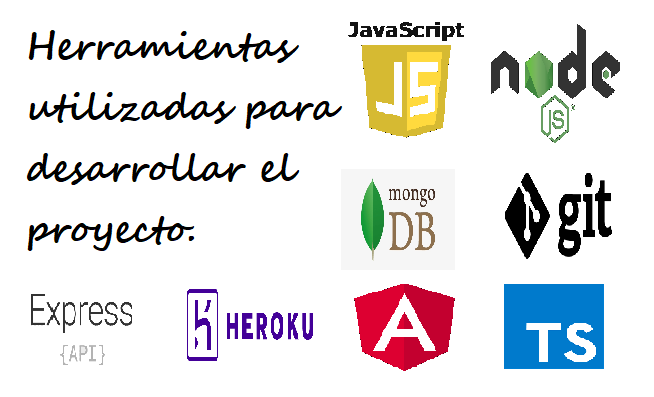 Herramientas
utilizadas para
desarrollar el
proyecto.
JavaScript
JS
node
JS
mongo
DB
git
Express
{API}
HEROKU
A
TS